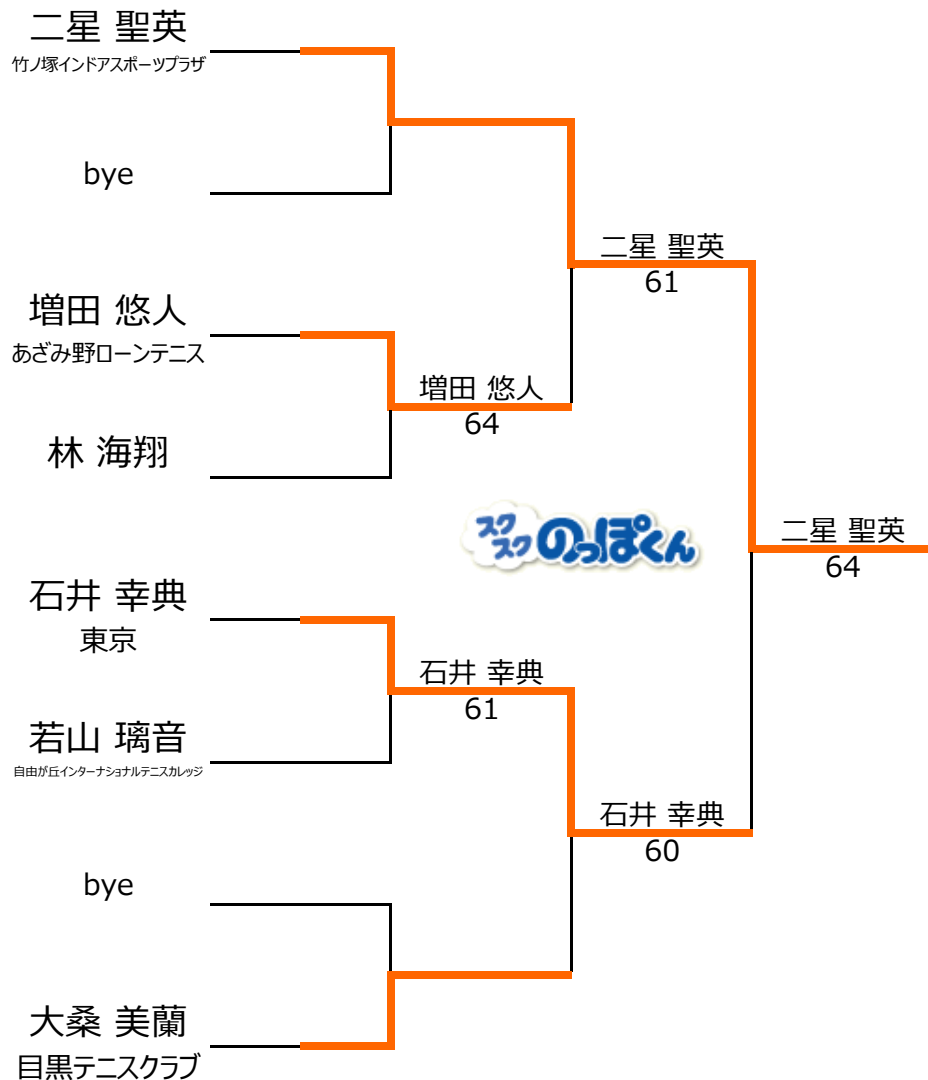 二星 聖英
竹ノ塚インドアスポーツプラザ
bye
二星 聖英
61
増田 悠人
あざみ野ローンテニス
増田 悠人
64
林 海翔
スクスクのっぽくん
二星 聖英
64
石井 幸典
東京
石井 幸典
61
若山 璃音
自由が丘インターナショナルテニスカレッジ
石井 幸典
60
bye
大桑 美蘭
目黒テニスクラブ